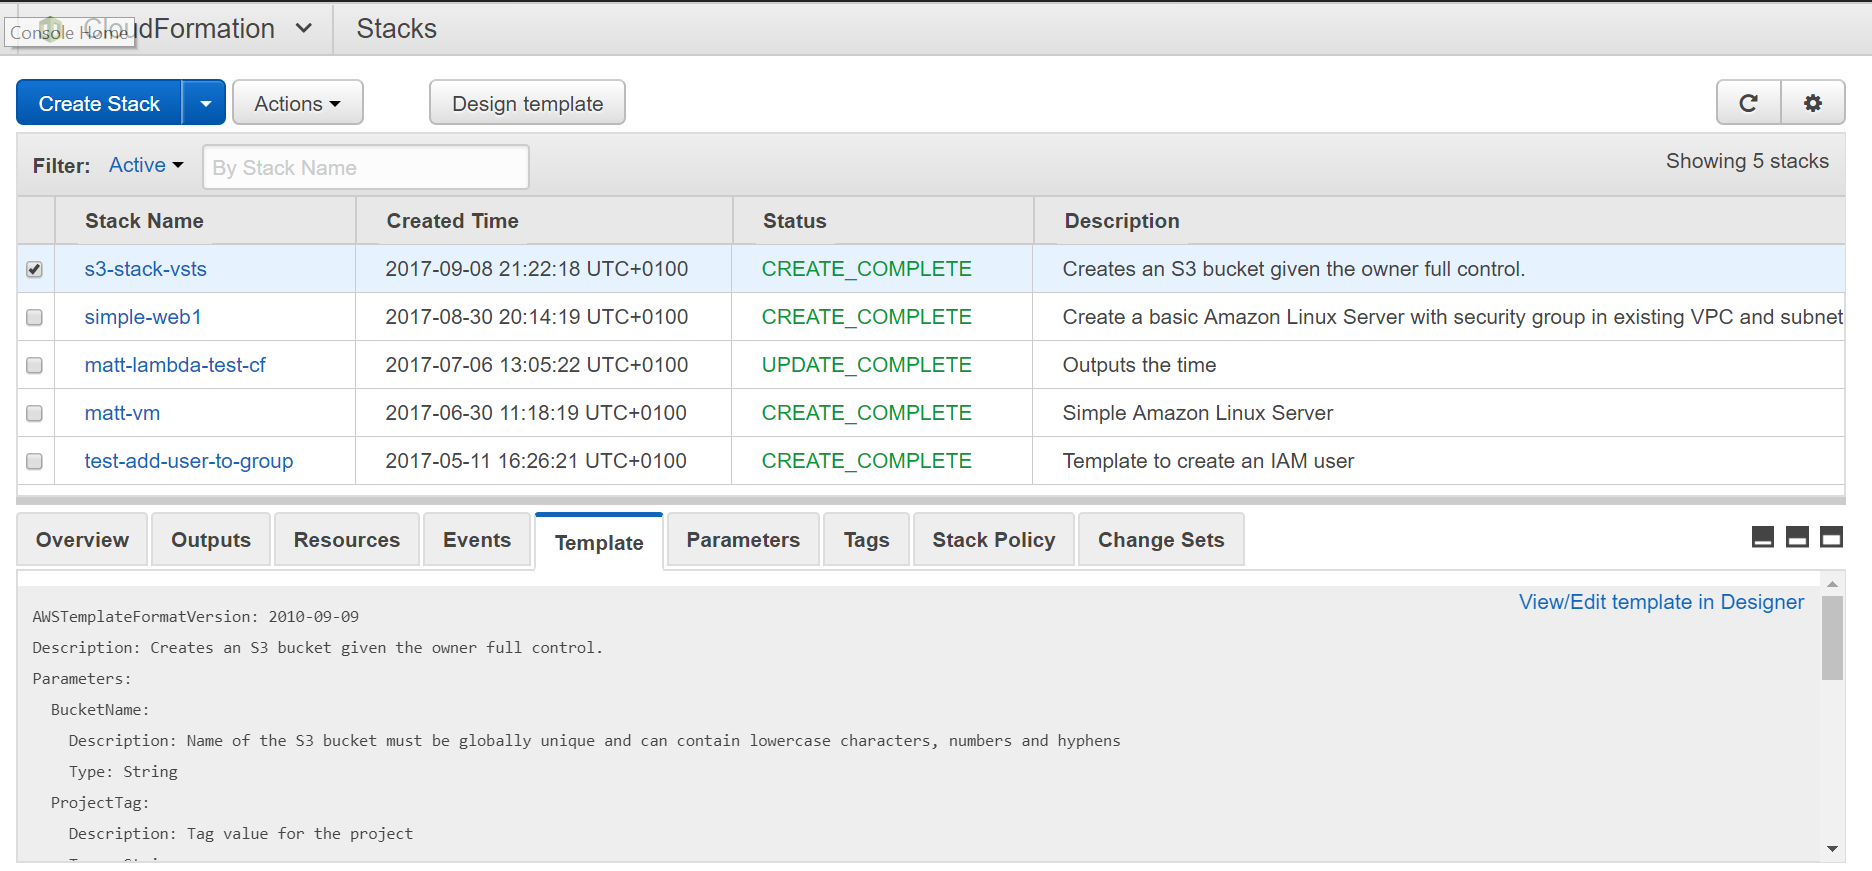 CloudFormation Stacks
Console Home
Create Stack Actions Design template
Filter: Active By Stack Name Showing 5 stacks
Stack Name Created Time Status Description
s3-stack-vsts 2017-09-08 21:22:18 UTC+0100 CREATE_COMPLETE Creates an S3 bucket given the owner full control.
simple-web1 2017-08-30 20:14:19 UTC+0100 CREATE_COMPLETE Create a basic Amazon Linux Server with security group in existing VPC and subnet
matt-lambda-test-cf 2017-07-06 13:05:22 UTC+0100 UPDATE_COMPLETE Outputs the time
matt-vm 2017-06-30 11:18:19 UTC+0100 CREATE_COMPLETE Simple Amazon Linux Server
test-add-user-to-group 2017-05-11 16:26:21 UTC+0100 CREATE_COMPLETE Template to create an IAM user
Overview Outputs Resources Events Template Parameters Tags Stack Policy Change Sets
View/Edit template in Designer
AWSTemplateFormatVersion: 2010-09-09
Description: Creates an S3 bucket given the owner full control.
Parameters:
BucketName:
Description: Name of the S3 bucket must be globally unique and can contain lowercase characters, numbers and hyphens
Type: String
ProjectTag:
Description: Tag value for the project